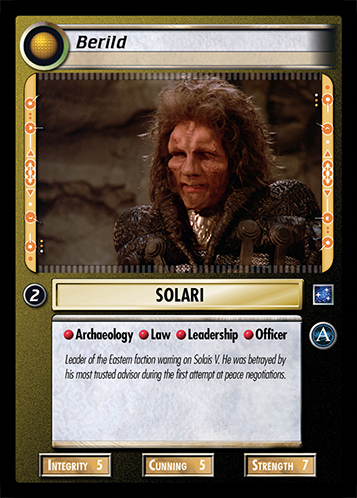 Berild
2
SOLARI
Archaeology Law Leadership Officer
A
Leader of the Eastern faction warring on Solais V. He was betrayed by
his most trusted advisor during the first attempt at peace negotiations.
INTEGRITY 5 CUNNING 5 STRENGTH 7